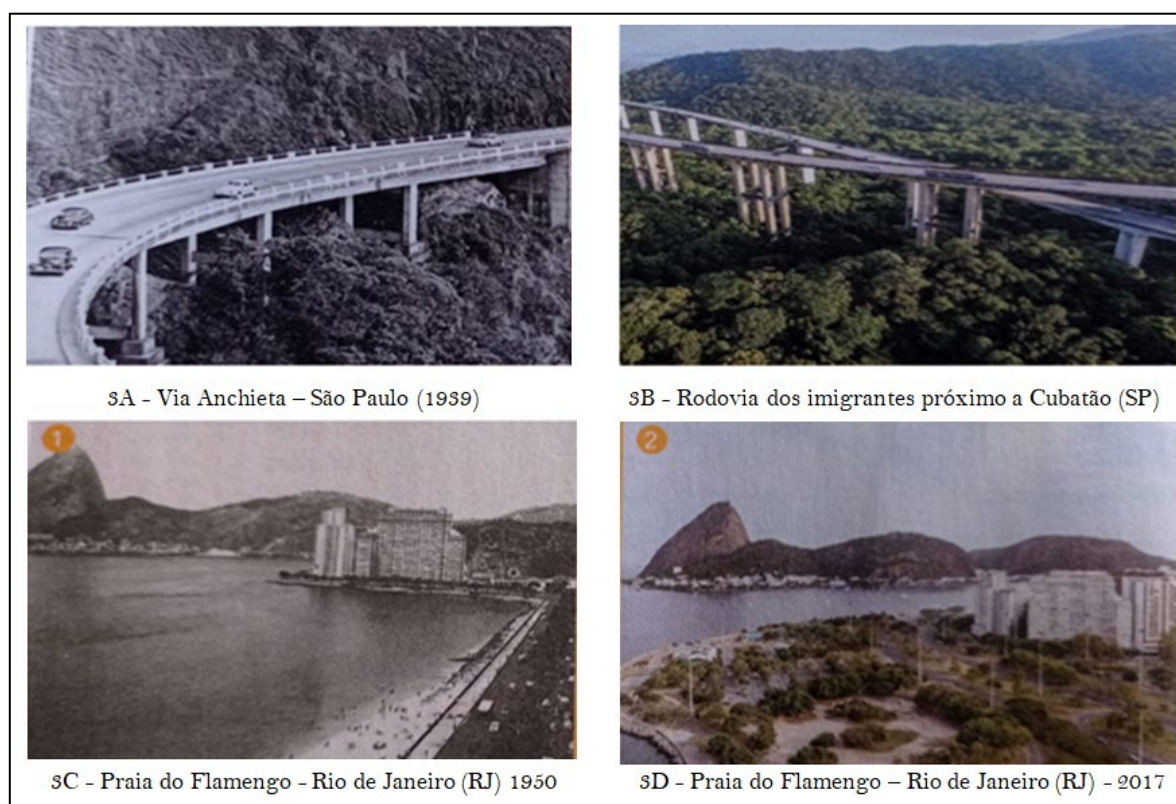 3A - Via Anchieta – São Paulo (1939)
3B - Rodovia dos imigrantes próximo a Cubatão (SP)
1
2
3C - Praia do Flamengo - Rio de Janeiro (RJ) 1950
3D - Praia do Flamengo – Rio de Janeiro (RJ) - 2017